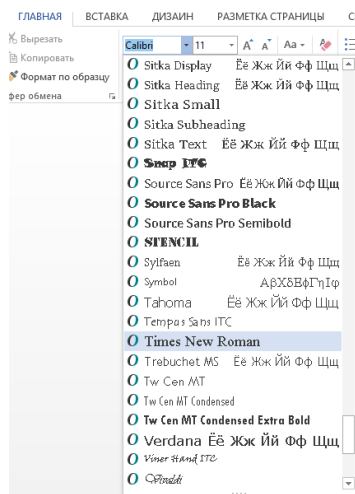 ГЛАВНАЯ ВСТАВКА ДИЗАЙН РАЗМЕТКА СТРАНИЦЫ С
Вырезать
Копировать
Формат по образцу
фер обмена
Calibri 11 A A Aa
Sitka Display Ёё Жж Йй Фф Щщ
Sitka Heading Ёё Жж Йй Фф Щщ
Sitka Small
Sitka Subheading
Sitka Text Ёё Жж Йй Фф Щщ
Snap ITC
Source Sans Pro Ёё Жж Йй Фф Щщ
Source Sans Pro Black
Source Sans Pro Semibold
STENCIL
Sylfaen Ёё Жж Йй Фф Щщ
Symbol ΑβΧδΕϕΓηΙφ
Tahoma Ёё Жж Йй Фф Щщ
Tempus Sans ITC
Times New Roman
Trebuchet MS Ёё Жж Йй Фф Щщ
Tw Cen MT
Tw Cen MT Condensed
Tw Cen MT Condensed Extra Bold
Verdana Ёё Жж Йй Фф Щщ
Viner Hand ITC
Vivaldi